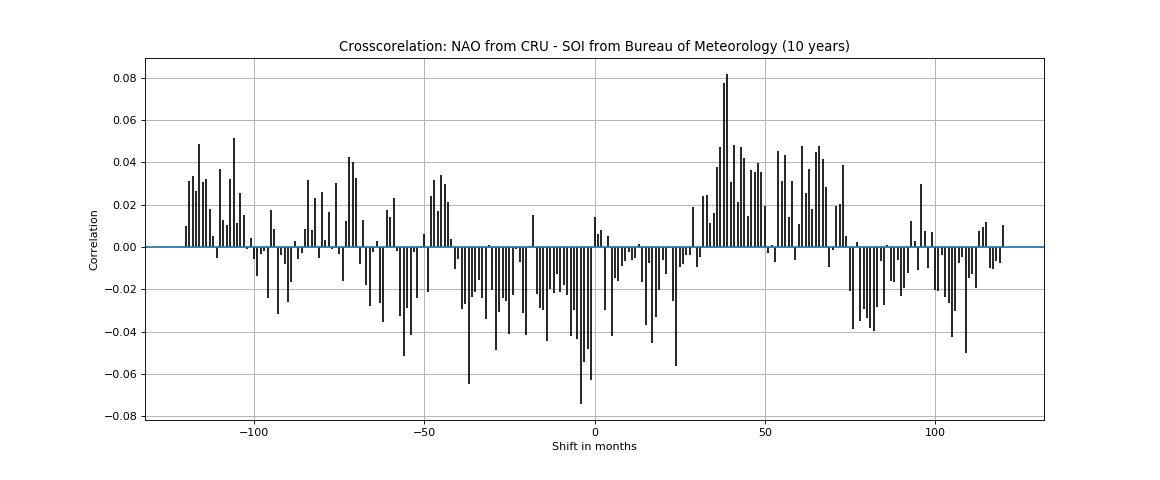 Crosscorelation: NAO from CRU - SOI from Bureau of Meteorology (10 years)
0.08
0.06
0.04
0.02
0.00
−0.02
−0.04
−0.06
−0.08
Correlation
−100 −50 0 50 100
Shift in months